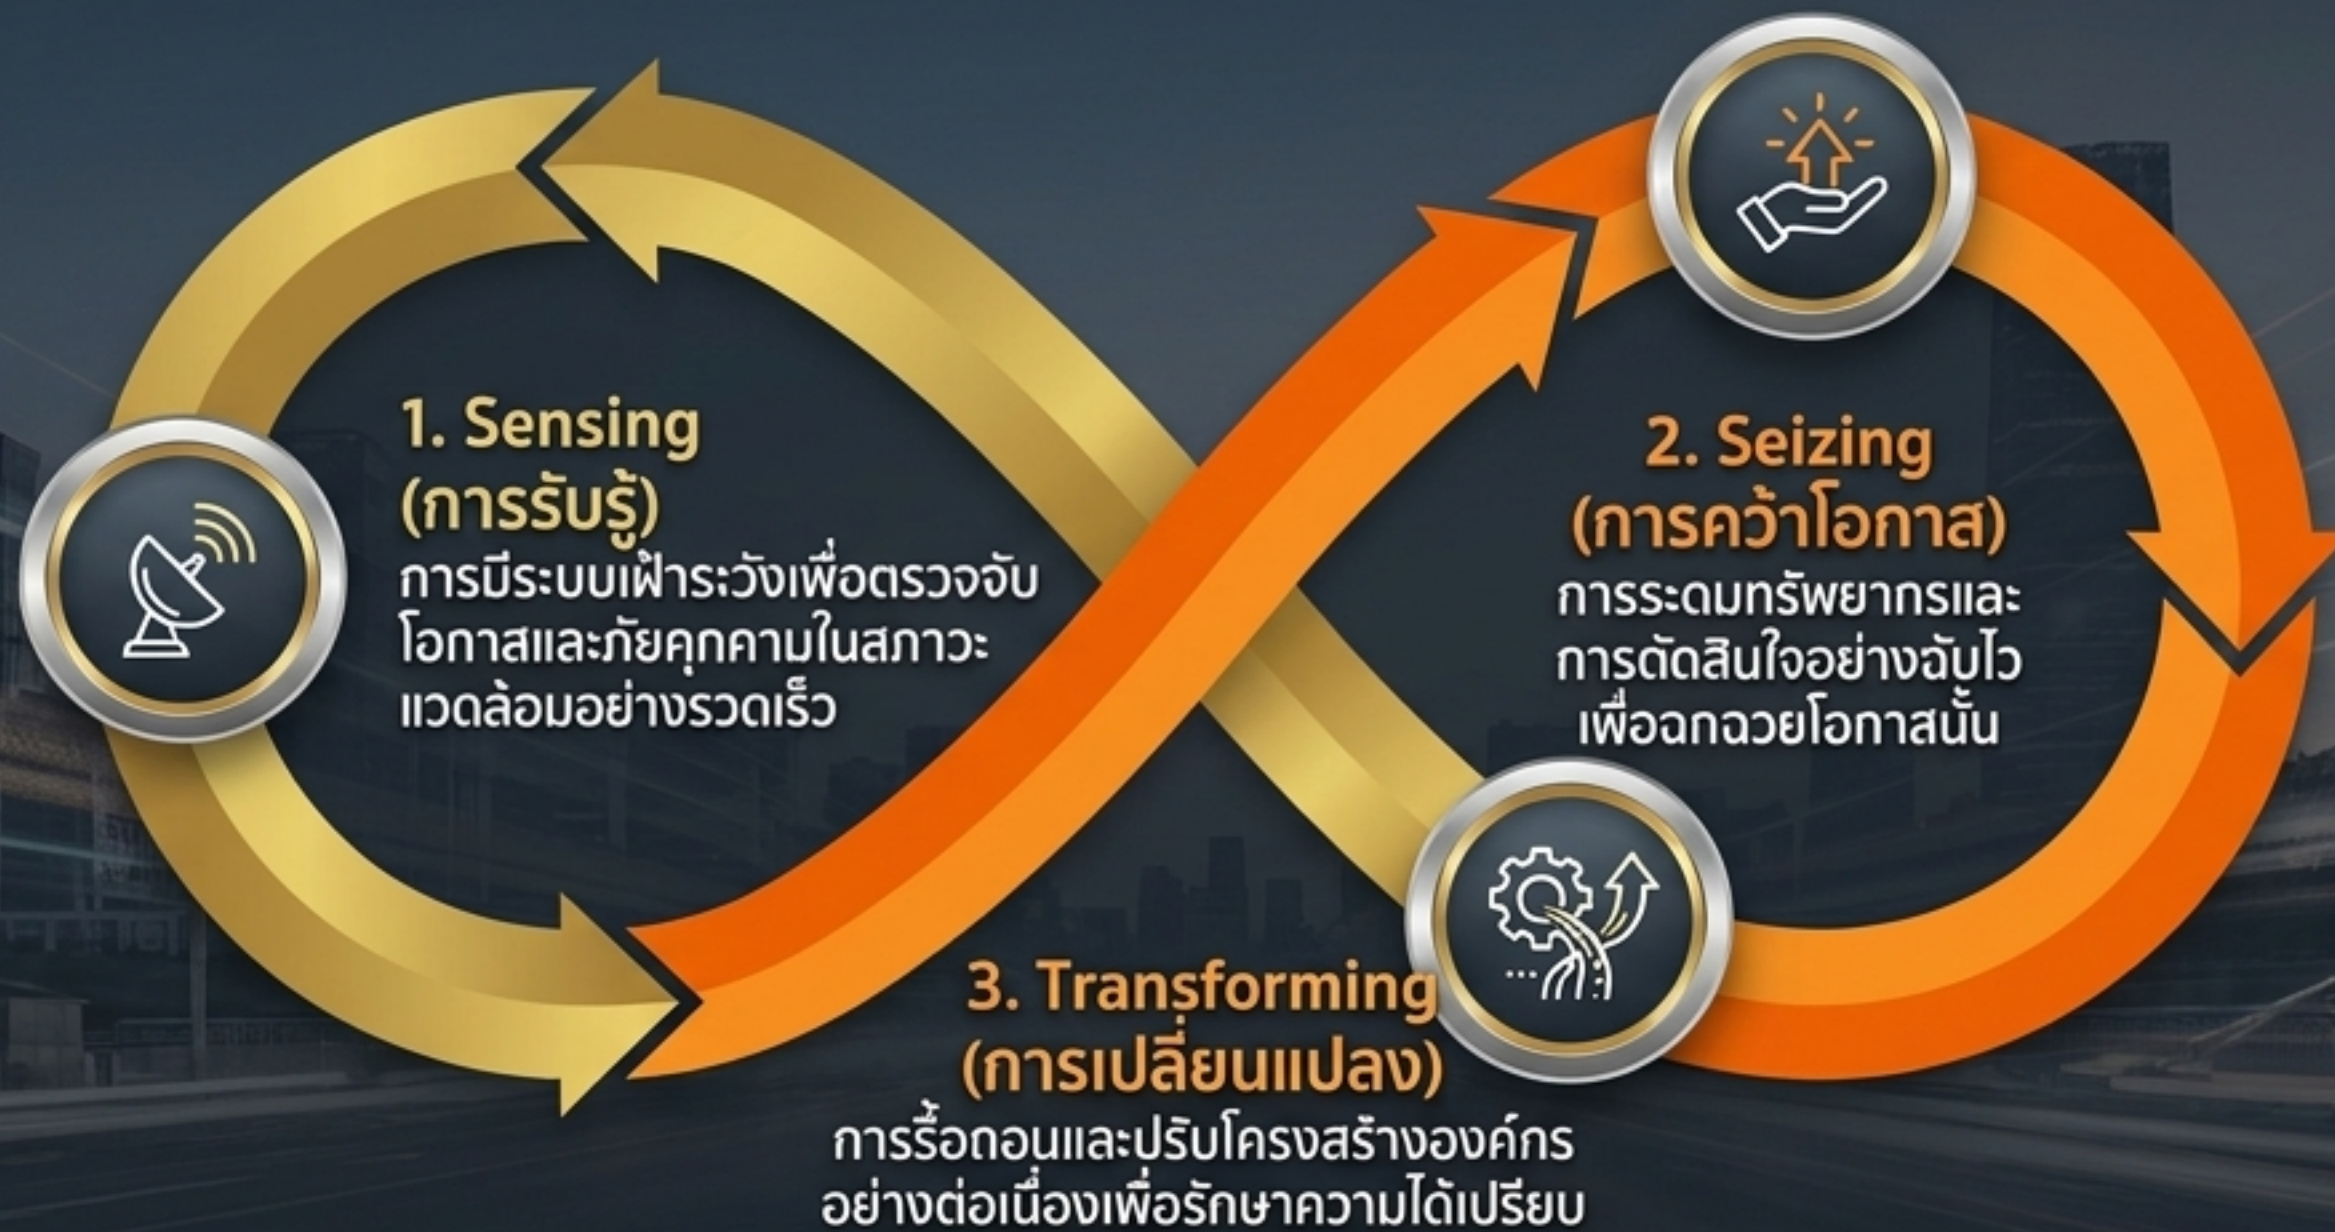 1. Sensing
(การรับรู้)
การมีระบบเฝ้าระวังเพื่อตรวจจับ
โอกาสและภัยคุกคามในสภาวะ
แวดล้อมอย่างรวดเร็ว
2. Seizing
(การคว้าโอกาส)
การระดมทรัพยากรและ
การตัดสินใจอย่างฉับไว
เพื่อฉกฉวยโอกาสนั้น
3. Transforming
(การเปลี่ยนแปลง)
การรื้อถอนและปรับโครงสร้างองค์กร
อย่างต่อเนื่องเพื่อรักษาความได้เปรียบ